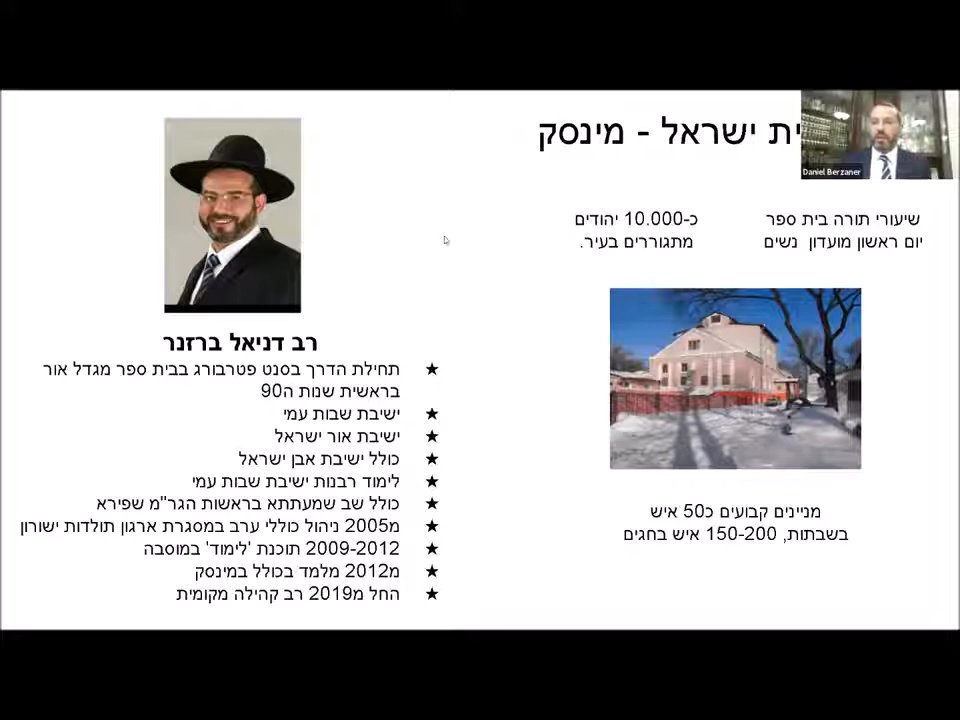 ית ישראל - מינסק
Daniel Berzaner
שיעורי תורה בית ספר
יום ראשון מועדון נשים
כ-10.000 יהודים
מתגוררים בעיר.
מניינים קבועים כ50 איש
בשבתות, 150-200 איש בחגים
רב דניאל ברזנר
★ תחילת הדרך בסנט פטרבורג בבית ספר מגדל אור
בראשית שנות ה90
★ ישיבת שבות עמי
★ ישיבת אור ישראל
★ כולל ישיבת אבן ישראל
★ לימוד רבנות ישיבת שבות עמי
★ כולל שב שמעתתא בראשות הגר"מ שפירא
★ מ2005 ניהול כוללי ערב במסגרת ארגון תולדות ישורון
★ 2009-2012 תוכנת 'לימוד' במוסבה
★ מ2012 מלמד בכולל במינסק
★ החל מ2019 רב קהילה מקומית